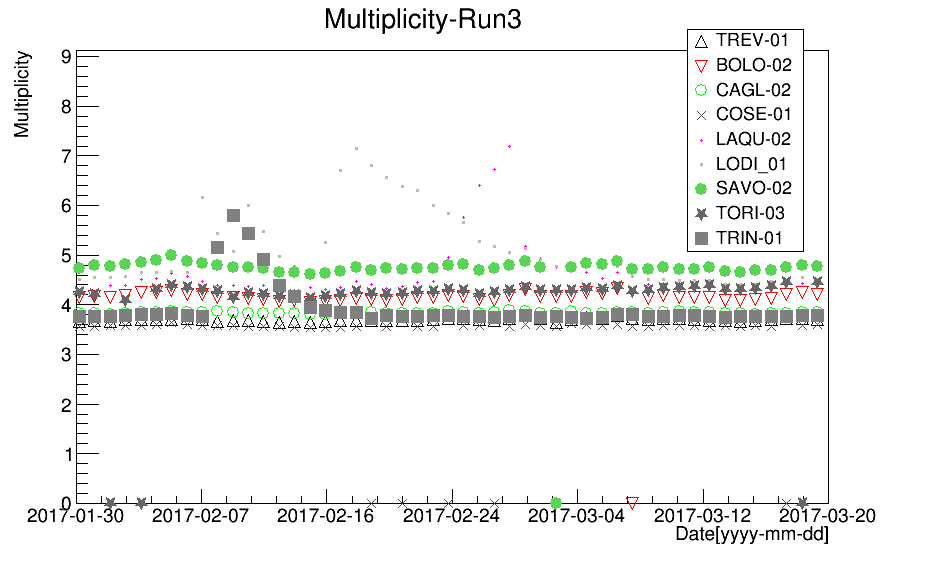 Multiplicity-Run3
Multiplicity
9
8
7
6
5
4
3
2
1
0
TREV-01
BOLO-02
CAGL-02
COSE-01
LAQU-02
LODI_01
SAVO-02
TORI-03
TRIN-01
2017-01-30 2017-02-07 2017-02-16 2017-02-24 2017-03-04 2017-03-12 2017-03-20
Date[yyyy-mm-dd]